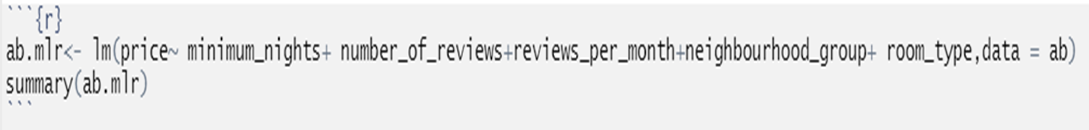 ```{r}
ab.mlr<- lm(price~ minimum_nights+ number_of_reviews+reviews_per_month+neighbourhood_group+ room_type,data = ab)
summary(ab.mlr)
```